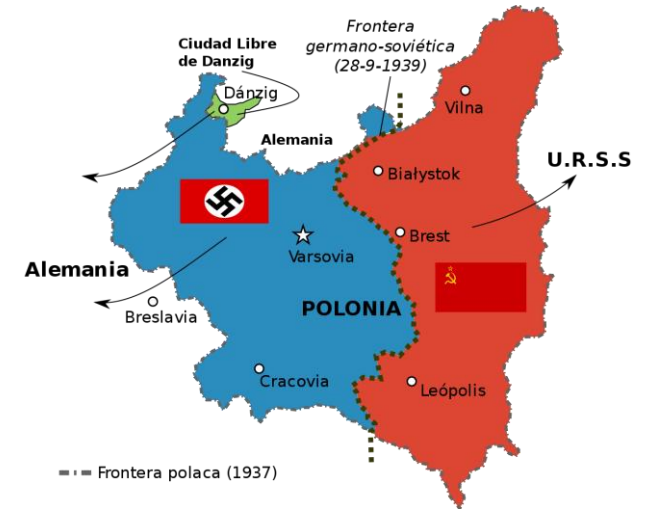 Frontera
germano-soviética
(28-9-1939)
Ciudad Libre
de Danzig
Dánzig
Vilna
Alemania
U.R.S.S
Białystok
Brest
Varsovia
Alemania
Breslavia
POLONIA
Cracovia
Leópolis
Frontera polaca (1937)